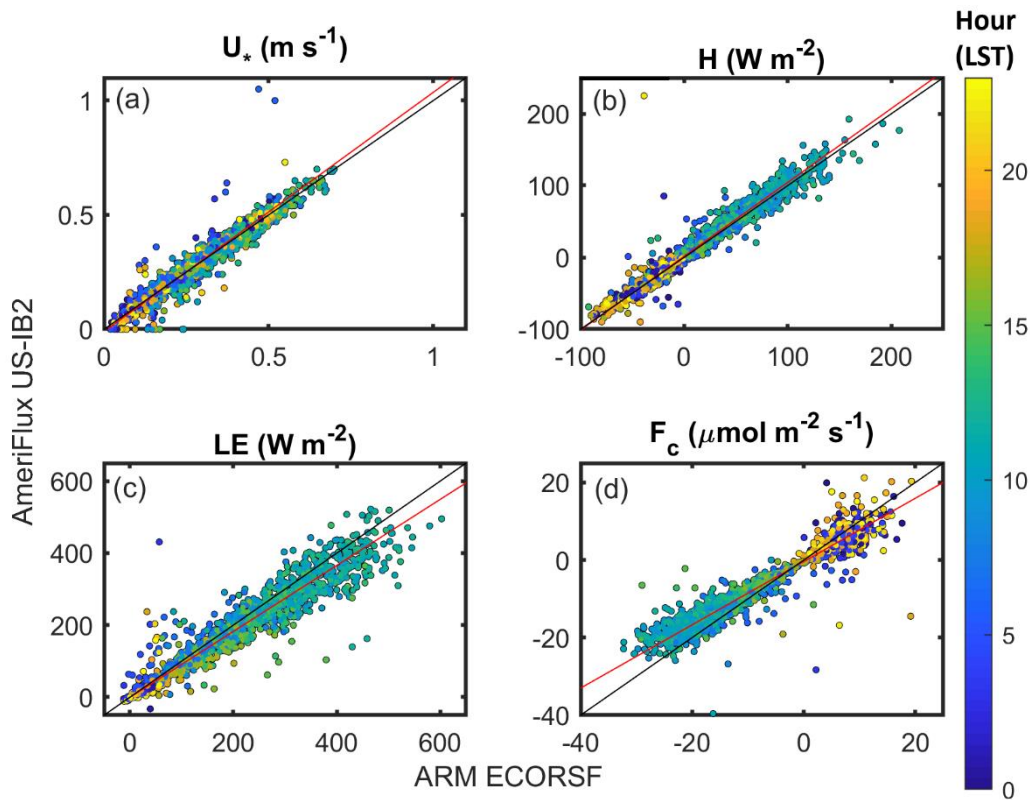 U* (m s-1)
H (W m-2)
Hour
(LST)
(a)
1
0.5
0
0
0.5
1
(b)
200
100
0
-100
-100
0
100
200
20
15
10
5
0
AmeriFlux US-IB2
LE (W m-2)
Fc (μmol m-2 s-1)
(c)
600
400
200
0
0
200
400
600
(d)
20
0
-20
-40
-40
-20
0
20
ARM ECORSF